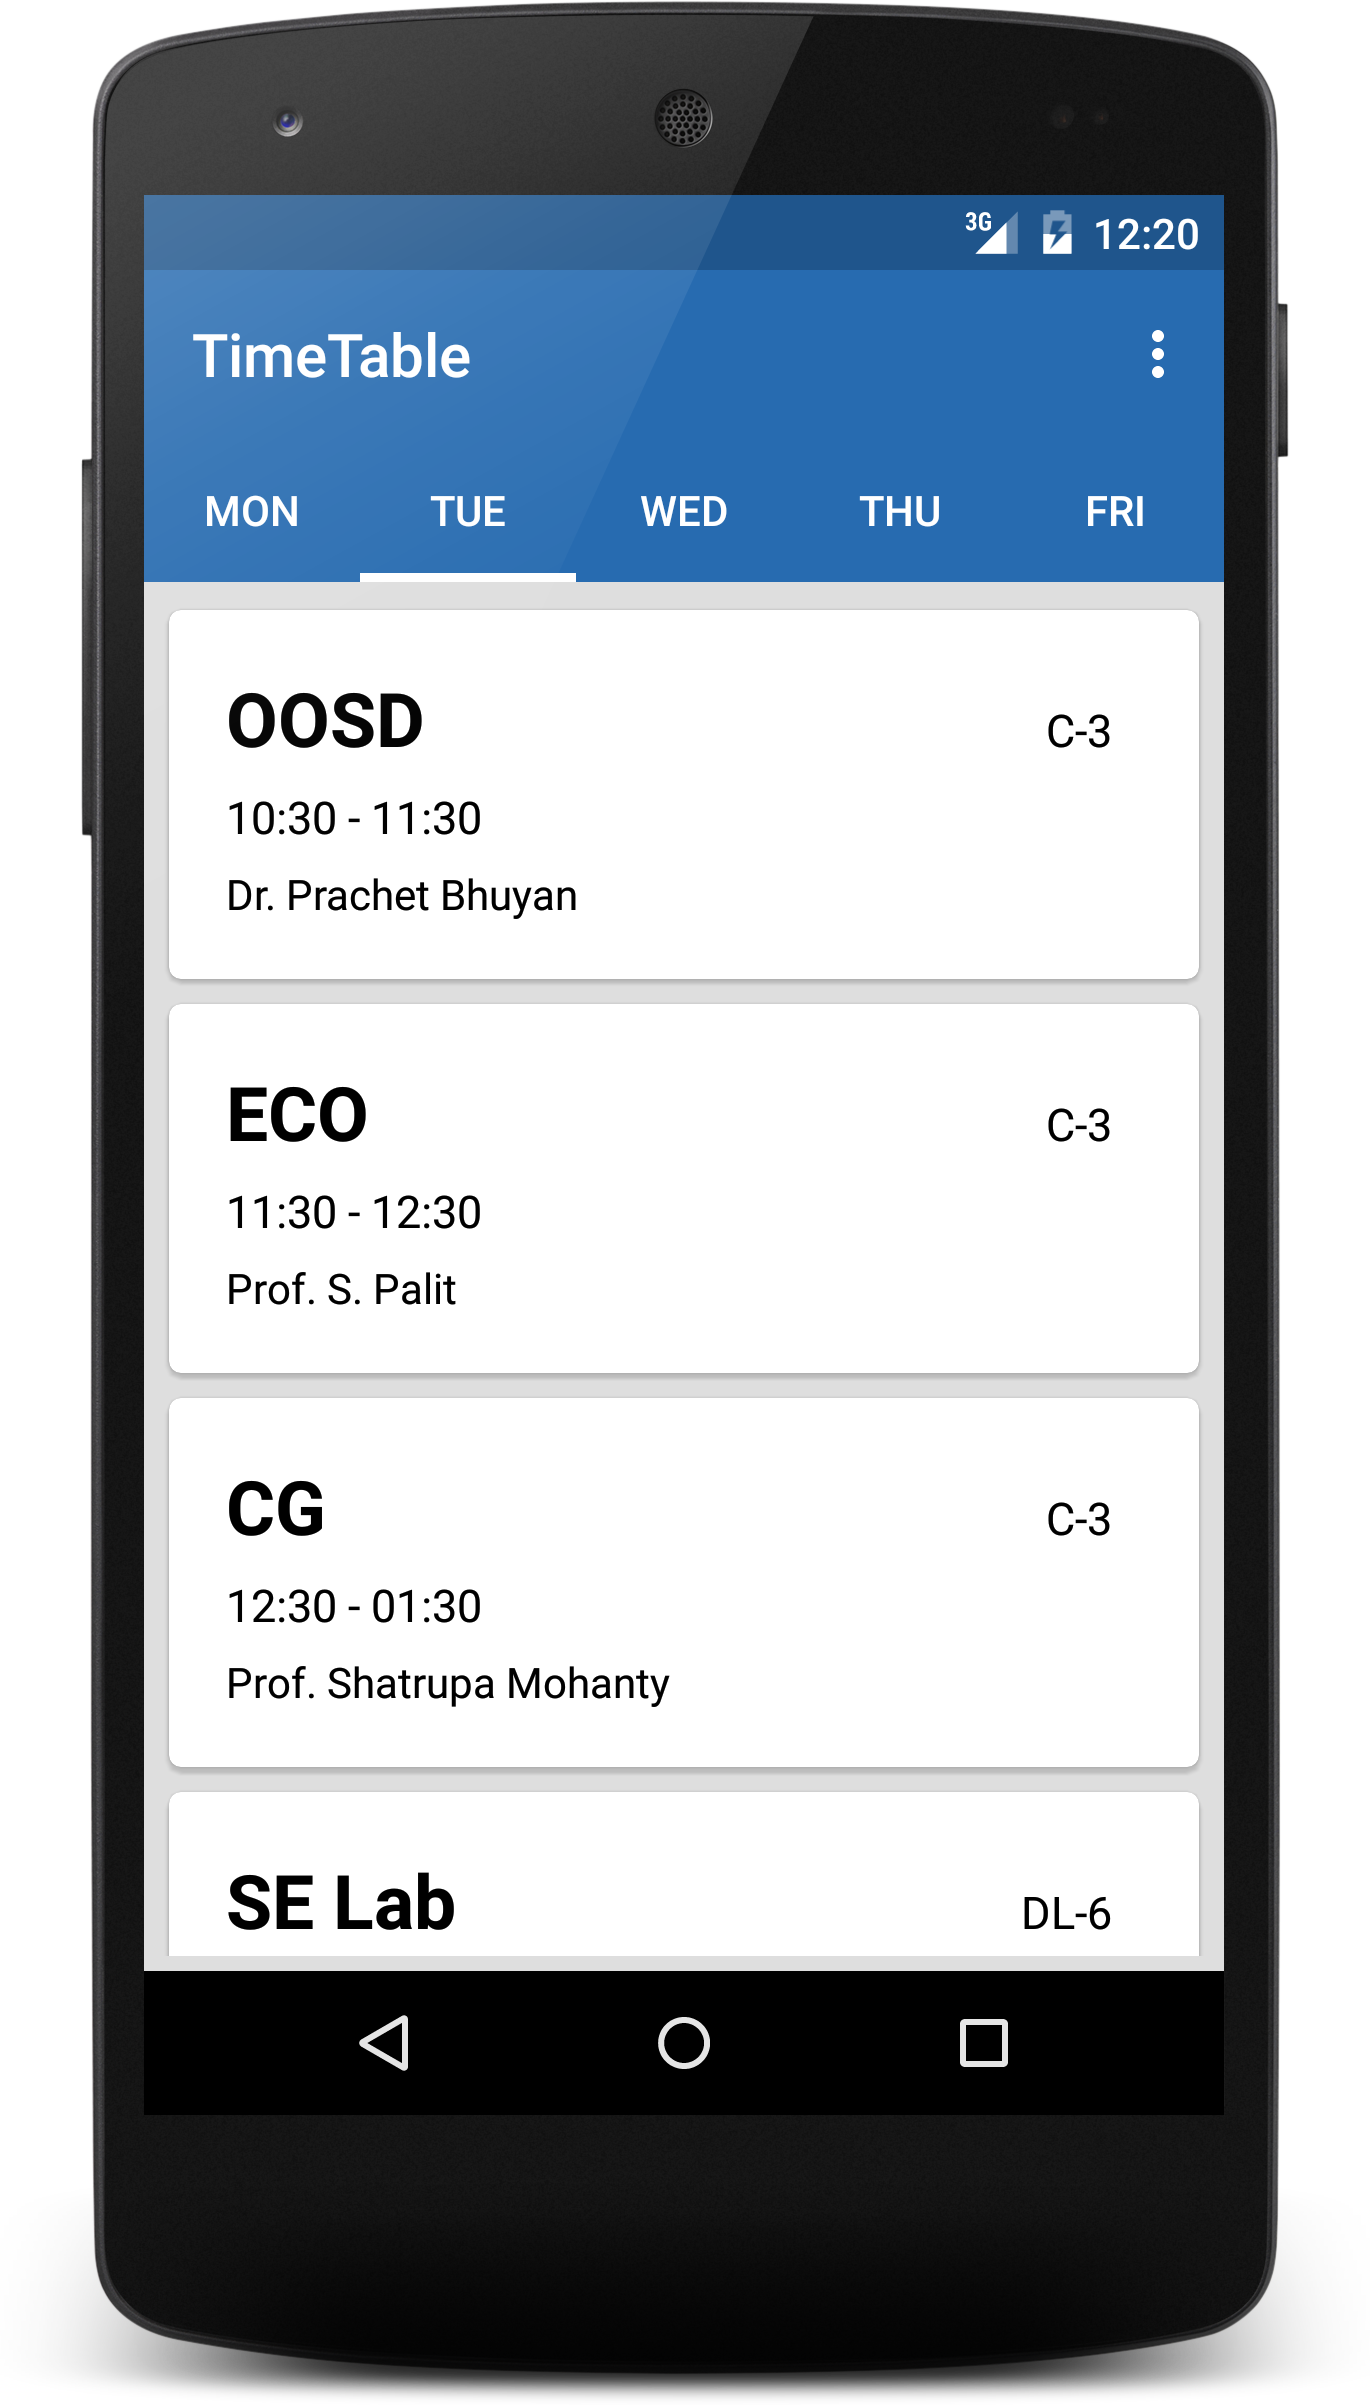 3G 12:20
TimeTable
MON TUE WED THU FRI
OOSD C-3
10:30 - 11:30
Dr. Prachet Bhuyan
ECO C-3
11:30 - 12:30
Prof. S. Palit
CG C-3
12:30 - 01:30
Prof. Shatrupa Mohanty
SE Lab DL-6